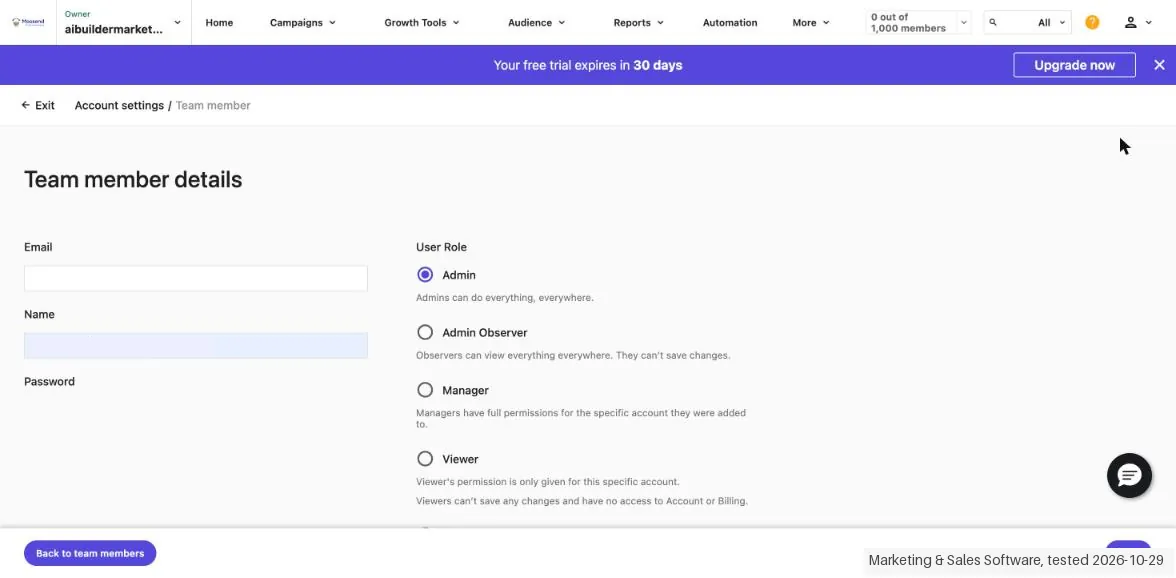 moosend
Owner
aibuildermarket...
Home
Campaigns
Growth Tools
Audience
Reports
Automation
More
0 out of
1,000 members
All
?
Your free trial expires in 30 days
Upgrade now
Exit
Account settings / Team member
Team member details
Email
Name
Password
User Role
Admin
Admins can do everything, everywhere.
Admin Observer
Observers can view everything everywhere. They can't save changes.
Manager
Managers have full permissions for the specific account they were added
to.
Viewer
Viewer's permission is only given for this specific account.
Viewers can't save any changes and have no access to Account or Billing.
Back to team members
Marketing & Sales Software, tested 2026-10-29